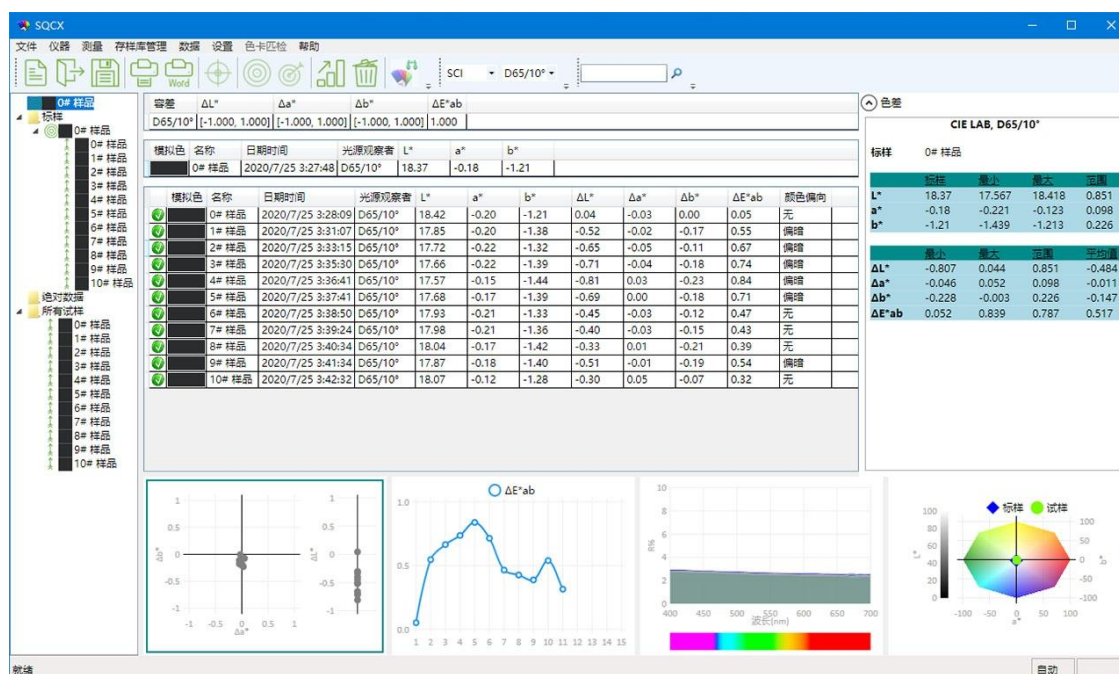 SQCX
文件 仪器 测量 存样库管理 数据 设置 色卡匹检 帮助
Word SCI D65/10°
0# 样品
标样
0# 样品
0# 样品
1# 样品
2# 样品
3# 样品
4# 样品
5# 样品
6# 样品
7# 样品
8# 样品
9# 样品
10# 样品
绝对数据
所有试样
0# 样品
1# 样品
2# 样品
3# 样品
4# 样品
5# 样品
6# 样品
7# 样品
8# 样品
9# 样品
10# 样品
容差 ΔL* Δa* Δb* ΔE*ab
D65/10° [-1.000, 1.000] [-1.000, 1.000] [-1.000, 1.000] 1.000
模拟色 名称 日期时间 光源观察者 L* a* b*
0# 样品 2020/7/25 3:27:48 D65/10° 18.37 -0.18 -1.21
模拟色 名称 日期时间 光源观察者 L* a* b* ΔL* Δa* Δb* ΔE*ab 颜色偏向
0# 样品 2020/7/25 3:28:09 D65/10° 18.42 -0.20 -1.21 0.04 -0.03 0.00 0.05 无
1# 样品 2020/7/25 3:31:07 D65/10° 17.85 -0.20 -1.38 -0.52 -0.02 -0.17 0.55 偏暗
2# 样品 2020/7/25 3:33:15 D65/10° 17.72 -0.22 -1.32 -0.65 -0.05 -0.11 0.67 偏暗
3# 样品 2020/7/25 3:35:30 D65/10° 17.66 -0.22 -1.39 -0.71 -0.04 -0.18 0.74 偏暗
4# 样品 2020/7/25 3:36:41 D65/10° 17.57 -0.15 -1.44 -0.81 0.03 -0.23 0.84 偏暗
5# 样品 2020/7/25 3:37:41 D65/10° 17.68 -0.17 -1.39 -0.69 0.00 -0.18 0.71 偏暗
6# 样品 2020/7/25 3:38:50 D65/10° 17.93 -0.21 -1.33 -0.45 -0.03 -0.12 0.47 无
7# 样品 2020/7/25 3:39:24 D65/10° 17.98 -0.21 -1.36 -0.40 -0.03 -0.15 0.43 无
8# 样品 2020/7/25 3:40:34 D65/10° 18.04 -0.17 -1.42 -0.33 0.01 -0.21 0.39 无
9# 样品 2020/7/25 3:41:34 D65/10° 17.87 -0.18 -1.40 -0.51 -0.01 -0.19 0.54 偏暗
10# 样品 2020/7/25 3:42:32 D65/10° 18.07 -0.12 -1.28 -0.30 0.05 -0.07 0.32 无
色差
CIE LAB, D65/10°
标样 0# 样品
标样 最小 最大 范围
L* 18.37 17.567 18.418 0.851
a* -0.18 -0.221 -0.123 0.098
b* -1.21 -1.439 -1.213 0.226
最小 最大 范围 平均值
ΔL* -0.807 0.044 0.851 -0.484
Δa* -0.046 0.052 0.098 -0.011
Δb* -0.228 -0.003 0.226 -0.147
ΔE*ab 0.052 0.839 0.787 0.517
1
0.5
0
-0.5
-1
Δb*
-1 -0.5 0 0.5 1
Δa*
1
0.5
0
-0.5
-1
ΔL*
ΔE*ab
1.0
0.5
0.0
1 2 3 4 5 6 7 8 9 10 11 12 13 14 15
10
8
6
4
2
0
R%
400 450 500 550 600 650 700
波长(nm)
标样 试样
100
80
60
40
20
0
L*
100
50
0
-50
-100
b*
-100 -50 0 50 100
a*
就绪 自动